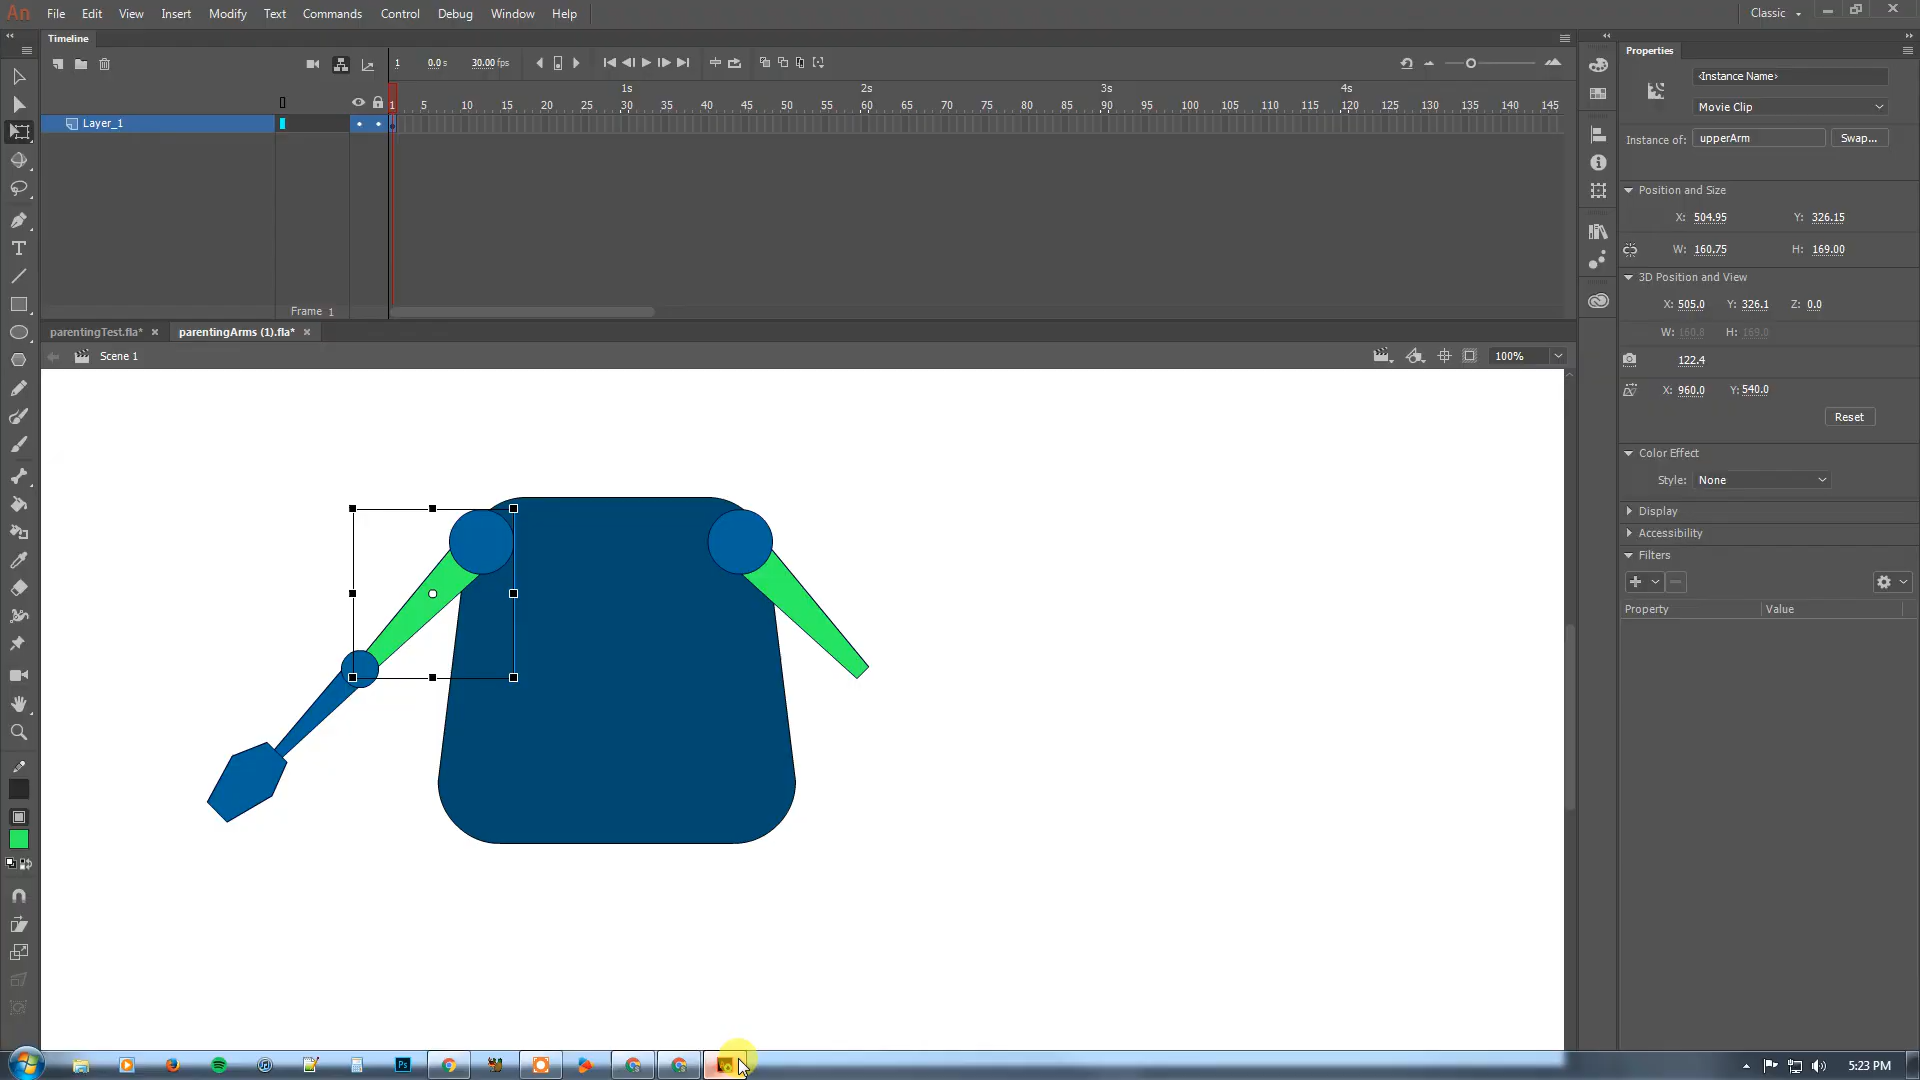 An File Edit View Insert Text Commands Control Debug Window Help Classic
Timeline
1 0.0 s 30.00 fps
1s 2s 3s 4s
1 5 10 15 20 25 30 35 40 45 50 55 60 65 70 75 80 85 90 95 100 105 110 115 120 125 130 135 140 145
Layer_1
Frame 1
parentingTest.fla* parentingArms (1).fla*
Scene 1 100%
Properties
<Instance Name>
Movie Clip
Instance of: upperArm Swap...
Position and Size
X: 504.95 Y: 326.15
W: 160.75 H: 169.00
3D Position and View
X: 505.0 Y: 326.1 Z: 0.0
W: 160.8 H: 169.0
122.4
X: 960.0 Y: 540.0
Reset
Color Effect
Style: None
Display
Accessibility
Filters
Property Value
Ps
5:23 PM